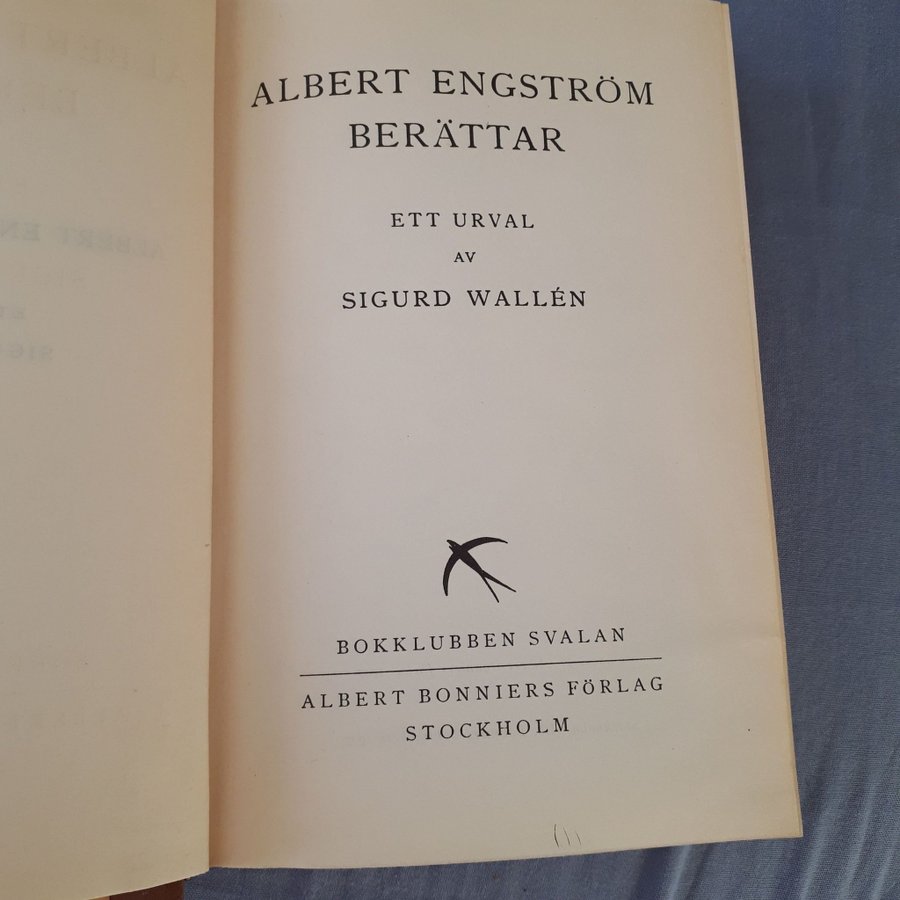 ALBERT ENGSTRÖM
BERÄTTAR
ETT URVAL
AV
SIGURD WALLÉN
BOKKLUBBEN SVALAN
ALBERT BONNIERS FÖRLAG
STOCKHOLM